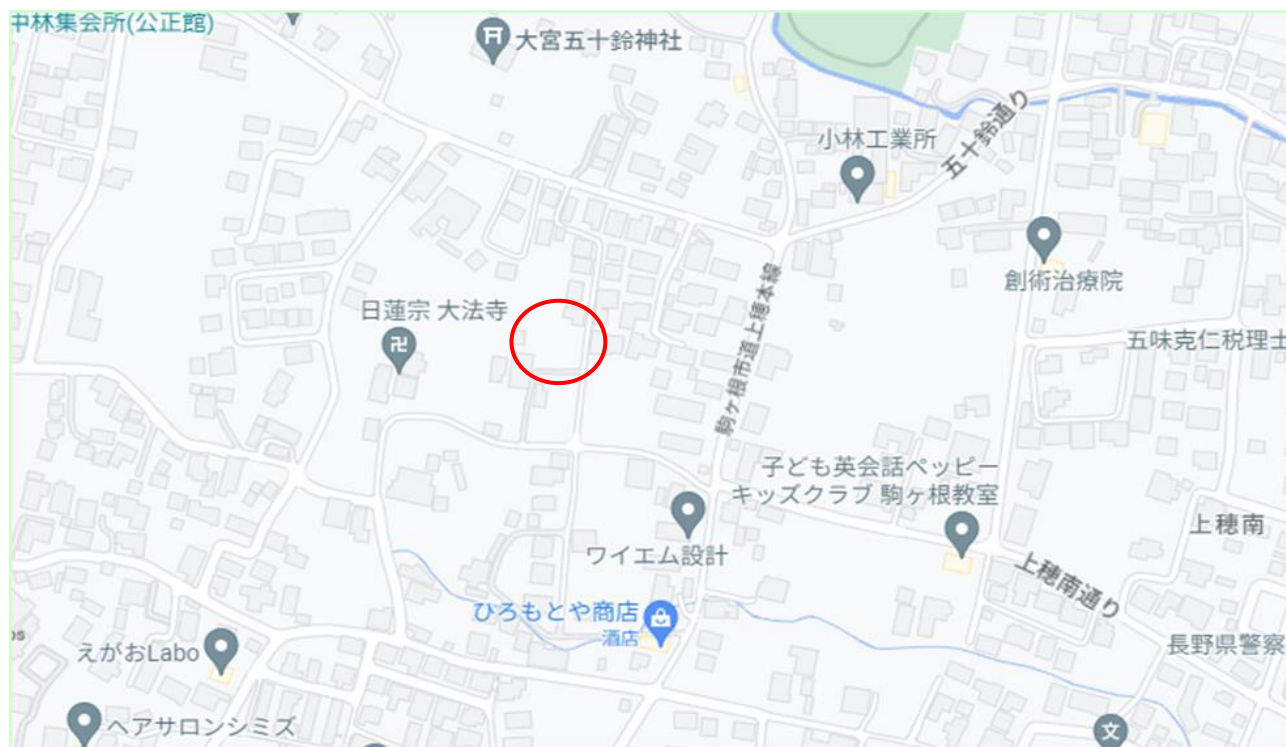 中林集会所(公正館)
大宮五十鈴神社
小林工業所
五十鈴通り
創術治療院
日蓮宗 大法寺
卍
五味克仁税理士
駒ヶ根市道上穂本線
子ども英会話ペッピー
キッズクラブ 駒ヶ根教室
上穂南
ワイエム設計
上穂南通り
ひろもとや商店
酒店
えがおLabo
長野県警察
ヘアサロンシミズ
文